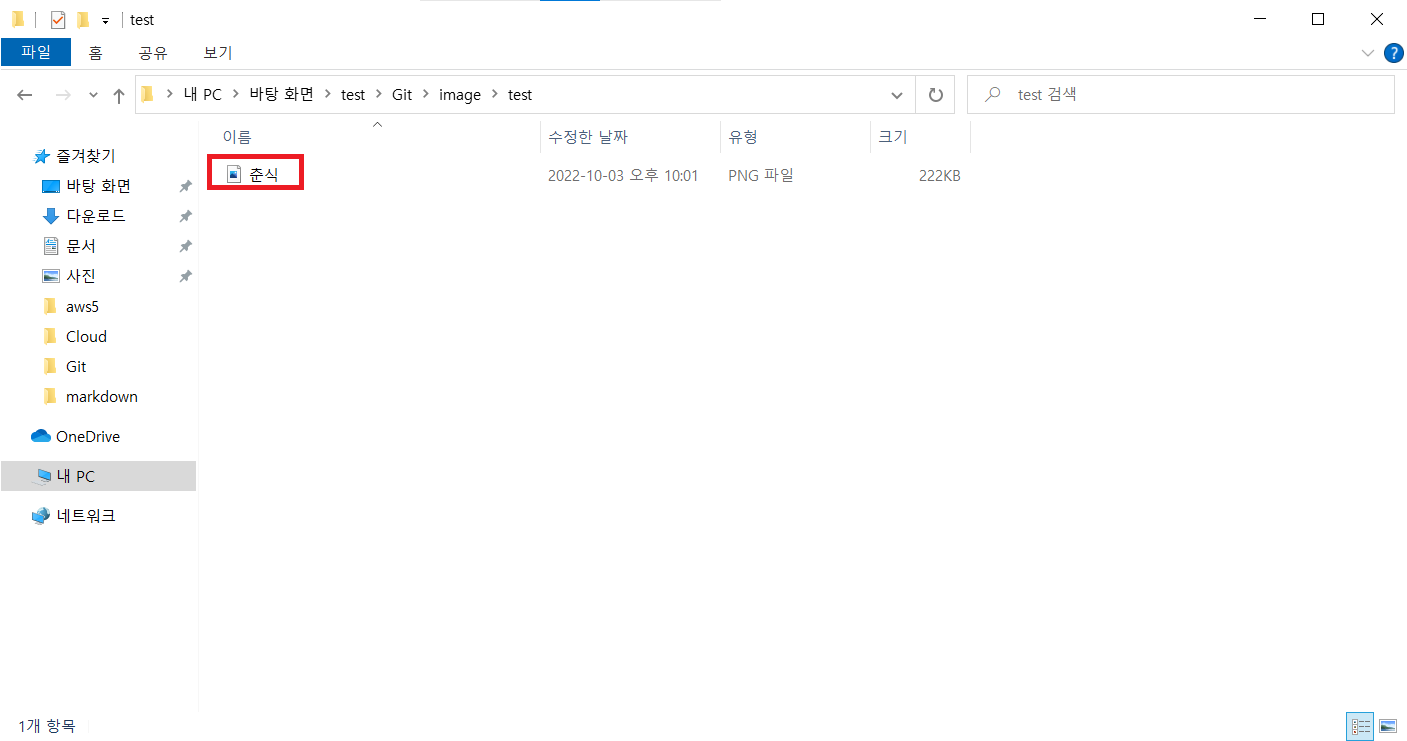 test
파일 홈 공유 보기
?
내 PC > 바탕 화면 > test > Git > image > test
test 검색
이름 수정한 날짜 유형 크기
춘식 2022-10-03 오후 10:01 PNG 파일 222KB
즐겨찾기
바탕 화면
다운로드
문서
사진
aws5
Cloud
Git
markdown
OneDrive
내 PC
네트워크
1개 항목